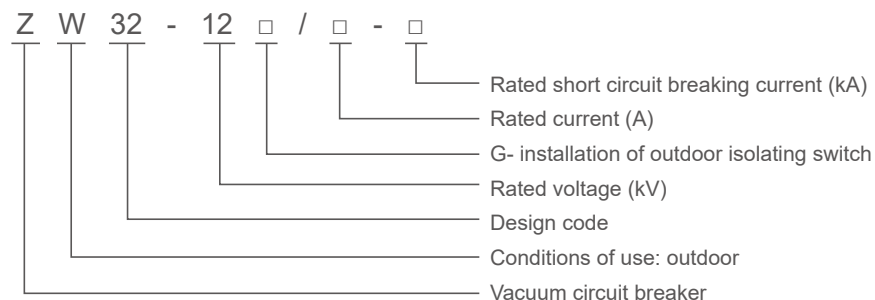 Z W 32 - 12 □ / □ - □
Rated short circuit breaking current (kA)
Rated current (A)
G- installation of outdoor isolating switch
Rated voltage (kV)
Design code
Conditions of use: outdoor
Vacuum circuit breaker